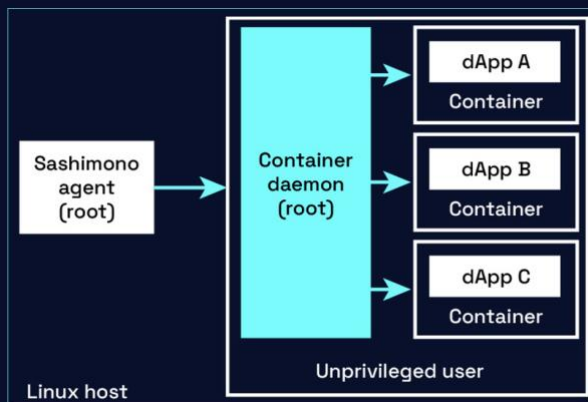 Sashimono
agent
(root)
Container
daemon
(root)
dApp A
Container
dApp B
Container
dApp C
Container
Unprivileged user
Linux host